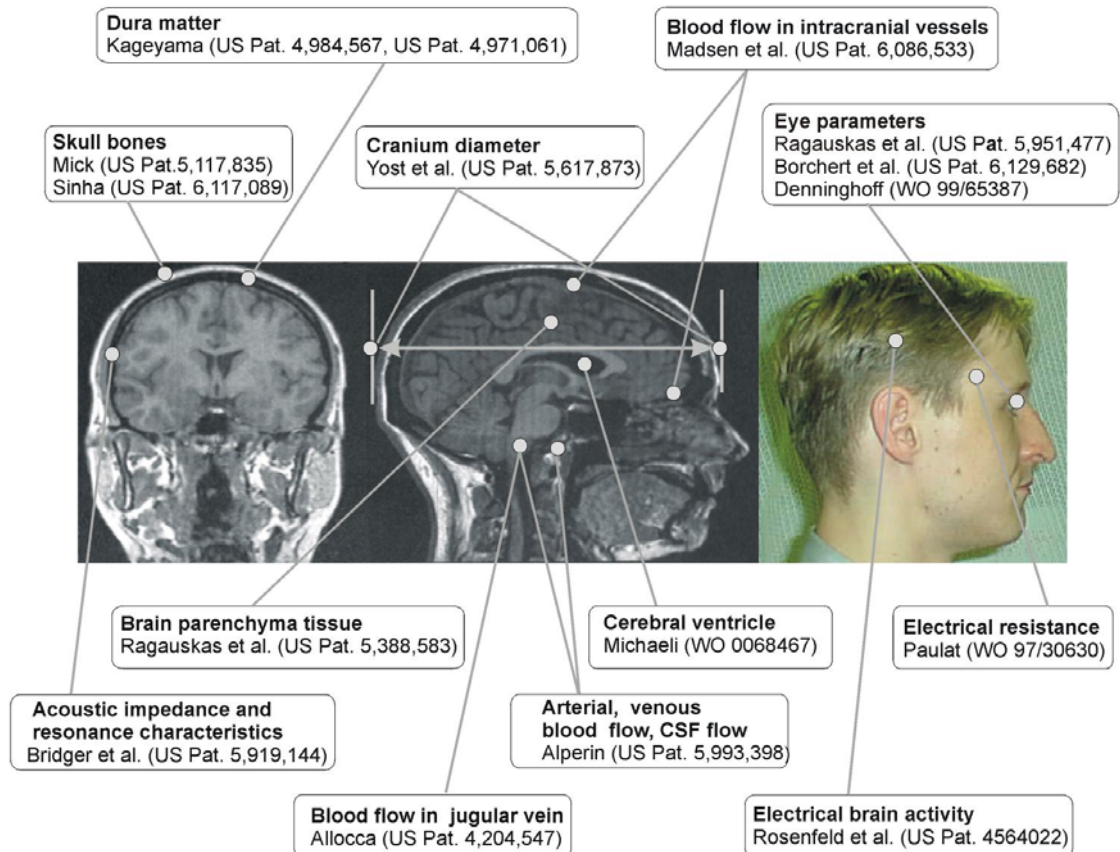 Dura matter
Kageyama (US Pat. 4,984,567, US Pat. 4,971,061)
Blood flow in intracranial vessels
Madsen et al. (US Pat. 6,086,533)
Skull bones
Mick (US Pat.5,117,835)
Sinha (US Pat. 6,117,089)
Cranium diameter
Yost et al. (US Pat. 5,617,873)
Eye parameters
Ragauskas et al. (US Pat. 5,951,477)
Borchert et al. (US Pat. 6,129,682)
Denninghoff (WO 99/65387)
Brain parenchyma tissue
Ragauskas et al. (US Pat. 5,388,583)
Cerebral ventricle
Michaeli (WO 0068467)
Electrical resistance
Paulat (WO 97/30630)
Acoustic impedance and
resonance characteristics
Bridger et al. (US Pat. 5,919,144)
Arterial, venous
blood flow, CSF flow
Alperin (US Pat. 5,993,398)
Blood flow in jugular vein
Allocca (US Pat. 4,204,547)
Electrical brain activity
Rosenfeld et al. (US Pat. 4564022)